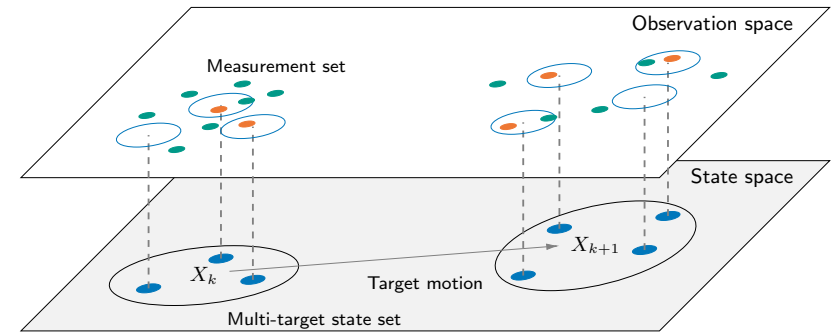 Observation space
Measurement set
State space
X_k
X_{k+1}
Target motion
Multi-target state set